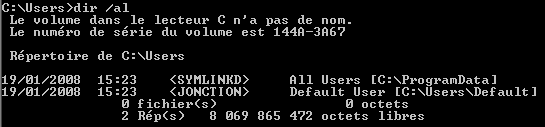 C:\Users>dir /al
Le volume dans le lecteur C n'a pas de nom.
Le numéro de série du volume est 144A-3A67
Répertoire de C:\Users
19/01/2008 15:23 <SYMLINKD> All Users [C:\ProgramData]
19/01/2008 15:23 <JONCTION> Default User [C:\Users\Default]
0 fichier(s) 0 octets
2 Rép(s) 8 069 865 472 octets libres